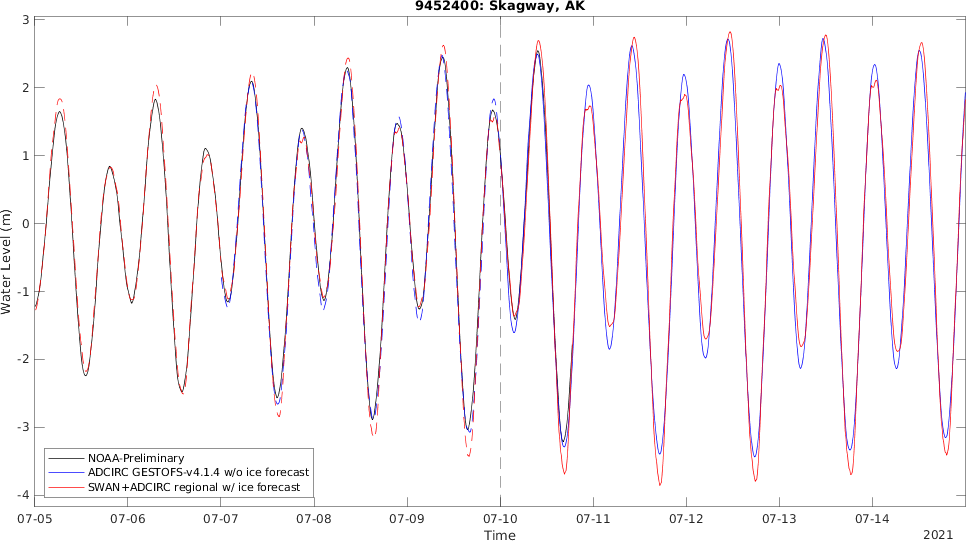 9452400: Skagway, AK
3
2
1
0
-1
-2
-3
-4
Water Level (m)
NOAA-Preliminary
ADCIRC GESTOFS-v4.1.4 w/o ice forecast
SWAN+ADCIRC regional w/ ice forecast
07-05 07-06 07-07 07-08 07-09 07-10 07-11 07-12 07-13 07-14
Time
2021